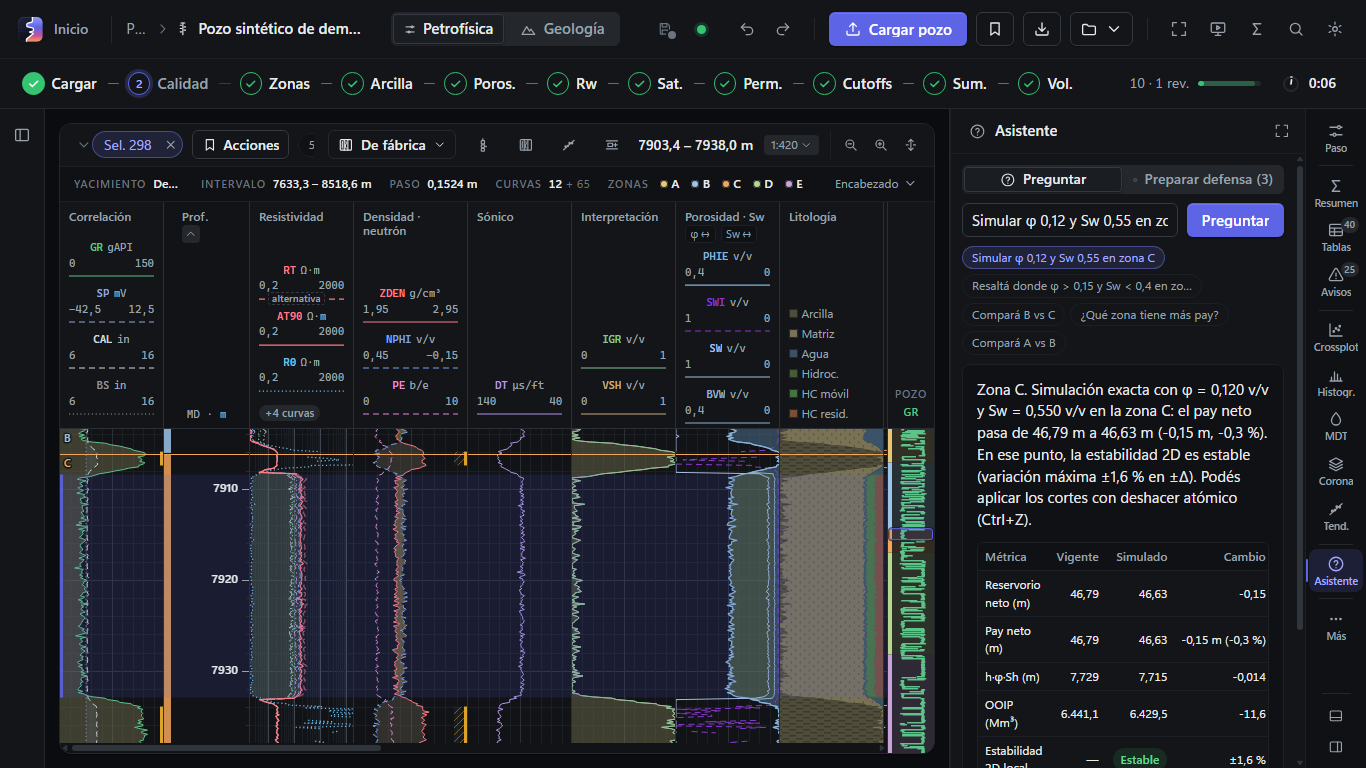 Inicio
P...
Pozo sintético de dem...
Petrofísica
Geología
Cargar pozo
Cargar
2
Calidad
Zonas
Arcilla
Poros.
Rw
Sat.
Perm.
Cutoffs
Sum.
Vol.
10 · 1 rev.
0:06
Sel. 298
Acciones
5
De fábrica
7903,4 – 7938,0 m
1:420
YACIMIENTO De...
INTERVALO 7633,3 – 8518,6 m
PASO 0,1524 m
CURVAS 12 + 65
ZONAS A B C D E
Encabezado
Correlación
GR gAPI
0 150
SP mV
−42,5 12,5
CAL in
6 16
BS in
6 16
Prof.
MD · m
Resistividad
RT Ω·m
0,2 2000
alternativa
AT90 Ω·m
0,2 2000
R0 Ω·m
0,2 2000
+4 curvas
Densidad ·
neutrón
ZDEN g/cm³
1,95 2,95
NPHI v/v
0,45 −0,15
PE b/e
0 10
Sónico
DT µs/ft
140 40
Interpretación
IGR v/v
0 1
VSH v/v
0 1
Porosidad · Sw
φ ↔ Sw ↔
PHIE v/v
0,4 0
SWI v/v
1 0
SW v/v
1 0
BVW v/v
0,4 0
Litología
Arcilla
Matriz
Agua
Hidroc.
HC móvil
HC resid.
POZO
GR
B
C
7910
7920
7930
Asistente
Preguntar
Preparar defensa (3)
Simular φ 0,12 y Sw 0,55 en zo
Preguntar
Simular φ 0,12 y Sw 0,55 en zona C
Resaltá donde φ > 0,15 y Sw < 0,4 en zo...
Compará B vs C
¿Qué zona tiene más pay?
Compará A vs B
Zona C. Simulación exacta con φ = 0,120 v/v
y Sw = 0,550 v/v en la zona C: el pay neto
pasa de 46,79 m a 46,63 m (-0,15 m, -0,3 %).
En ese punto, la estabilidad 2D es estable
(variación máxima ±1,6 % en ±Δ). Podés
aplicar los cortes con deshacer atómico
(Ctrl+Z).
Métrica Vigente Simulado Cambio
Reservorio
neto (m) 46,79 46,63 -0,15
Pay neto
(m) 46,79 46,63 -0,15 m (-0,3 %)
h·φ·Sh (m) 7,729 7,715 -0,014
OOIP
(Mm³) 6.441,1 6.429,5 -11,6
Estabilidad
2D local — Estable ±1,6 %
Paso
Resumen
40
Tablas
25
Avisos
Crossplot
Histogr.
MDT
Corona
Tend.
Asistente
Más